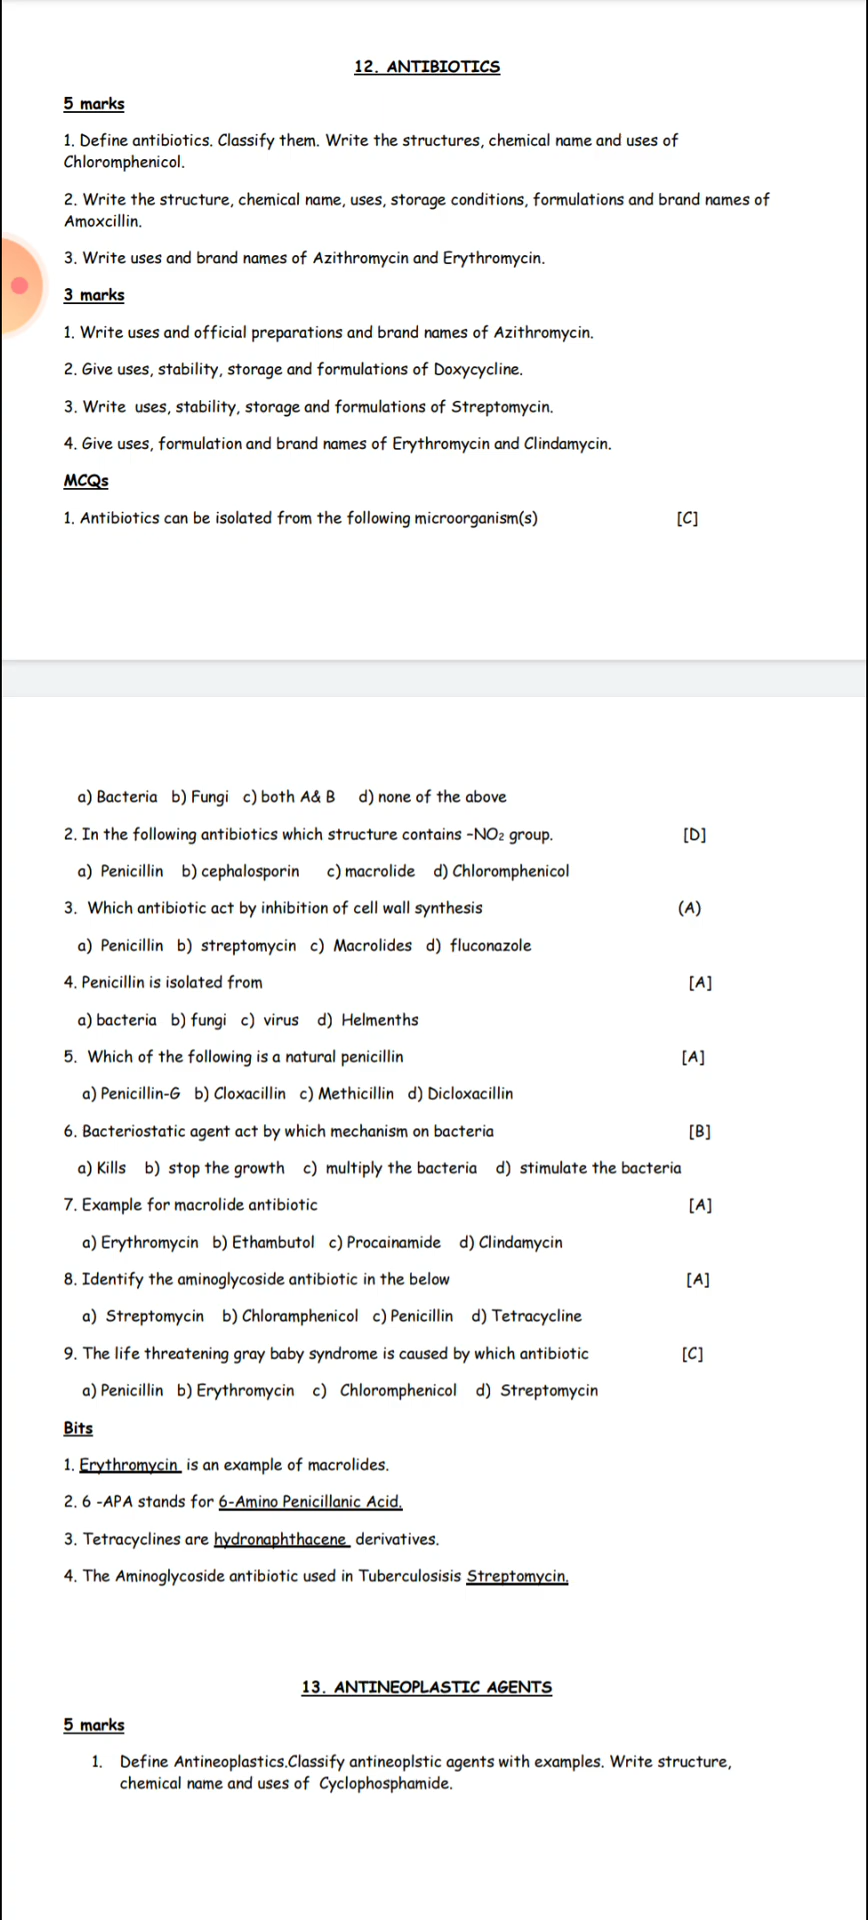 12. ANTIBIOTICS
5 marks
1. Define antibiotics. Classify them. Write the structures, chemical name and uses of
Chloromphenicol.
2. Write the structure, chemical name, uses, storage conditions, formulations and brand names of
Amoxcillin.
3. Write uses and brand names of Azithromycin and Erythromycin.
3 marks
1. Write uses and official preparations and brand names of Azithromycin.
2. Give uses, stability, storage and formulations of Doxycycline.
3. Write uses, stability, storage and formulations of Streptomycin.
4. Give uses, formulation and brand names of Erythromycin and Clindamycin.
MCQs
1. Antibiotics can be isolated from the following microorganism(s) [C]
a) Bacteria b) Fungi c) both A& B d) none of the above
2. In the following antibiotics which structure contains -NO₂ group. [D]
a) Penicillin b) cephalosporin c) macrolide d) Chloromphenicol
3. Which antibiotic act by inhibition of cell wall synthesis (A)
a) Penicillin b) streptomycin c) Macrolides d) fluconazole
4. Penicillin is isolated from [A]
a) bacteria b) fungi c) virus d) Helmenths
5. Which of the following is a natural penicillin [A]
a) Penicillin-G b) Cloxacillin c) Methicillin d) Dicloxacillin
6. Bacteriostatic agent act by which mechanism on bacteria [B]
a) Kills b) stop the growth c) multiply the bacteria d) stimulate the bacteria
7. Example for macrolide antibiotic [A]
a) Erythromycin b) Ethambutol c) Procainamide d) Clindamycin
8. Identify the aminoglycoside antibiotic in the below [A]
a) Streptomycin b) Chloramphenicol c) Penicillin d) Tetracycline
9. The life threatening gray baby syndrome is caused by which antibiotic [C]
a) Penicillin b) Erythromycin c) Chloromphenicol d) Streptomycin
Bits
1. Erythromycin is an example of macrolides.
2. 6 -APA stands for 6-Amino Penicillanic Acid.
3. Tetracyclines are hydronaphthacene derivatives.
4. The Aminoglycoside antibiotic used in Tuberculosisis Streptomycin.
13. ANTINEOPLASTIC AGENTS
5 marks
1. Define Antineoplastics.Classify antineoplstic agents with examples. Write structure,
chemical name and uses of Cyclophosphamide.